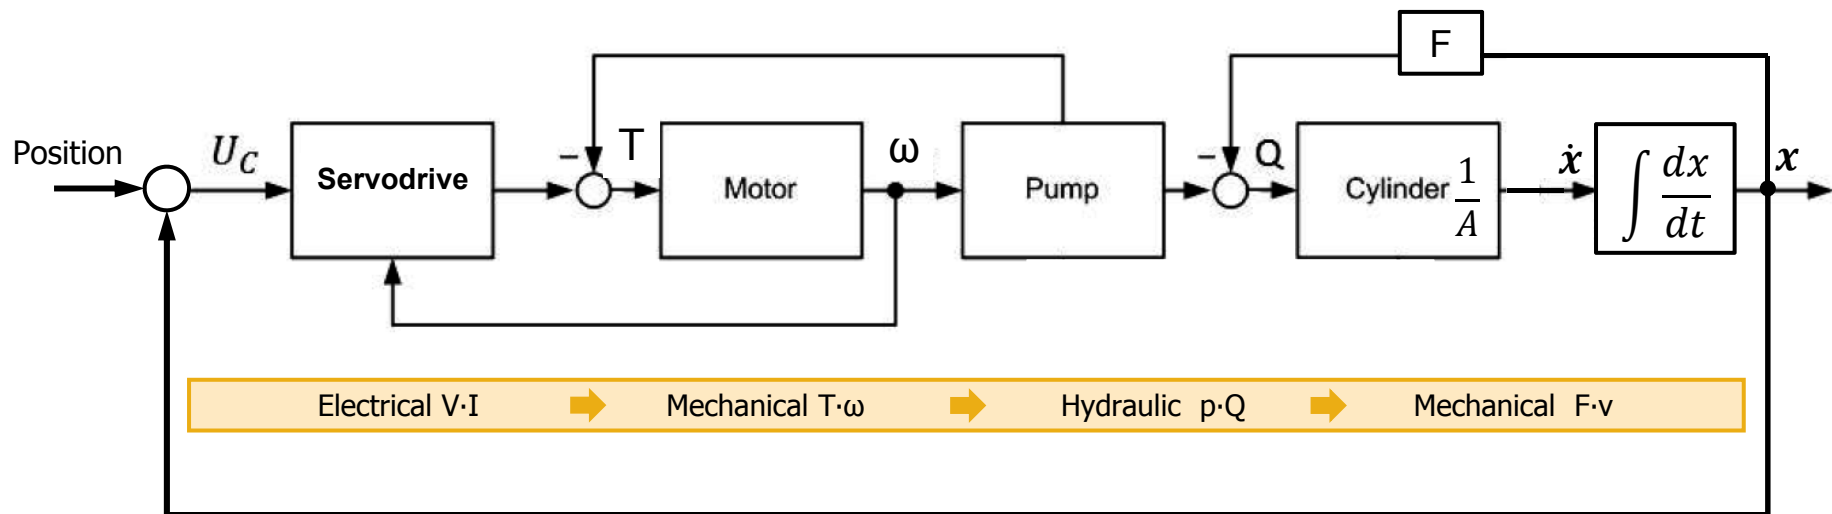 F
Position
U_C
Servodrive
−
T
Motor
ω
Pump
−
Q
Cylinder 1/A
ẋ
∫ dx/dt
x
Electrical V·I
Mechanical T·ω
Hydraulic p·Q
Mechanical F·v